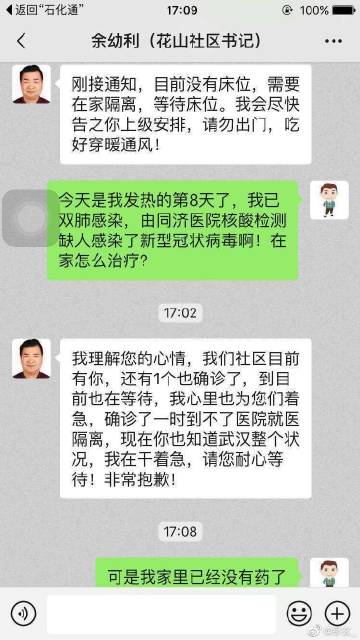 返回“石化通” 17:09 100%
余幼利（花山社区书记）
刚接通知，目前没有床位，需要
在家隔离，等待床位。我会尽快
告之你上级安排，请勿出门，吃
好穿暖通风！
今天是我发热的第8天了，我已
双肺感染，由同济医院核酸检测
缺人感染了新型冠状病毒啊！在
家怎么治疗?
17:02
我理解您的心情，我们社区目前
有你，还有1个也确诊了，到目
前也在等待，我心里也为您们着
急，确诊了一时到不了医院就医
隔离，现在你也知道武汉整个状
况，我在干着急，请您耐心等
待！非常抱歉！
17:08
可是我家里已经没有药了